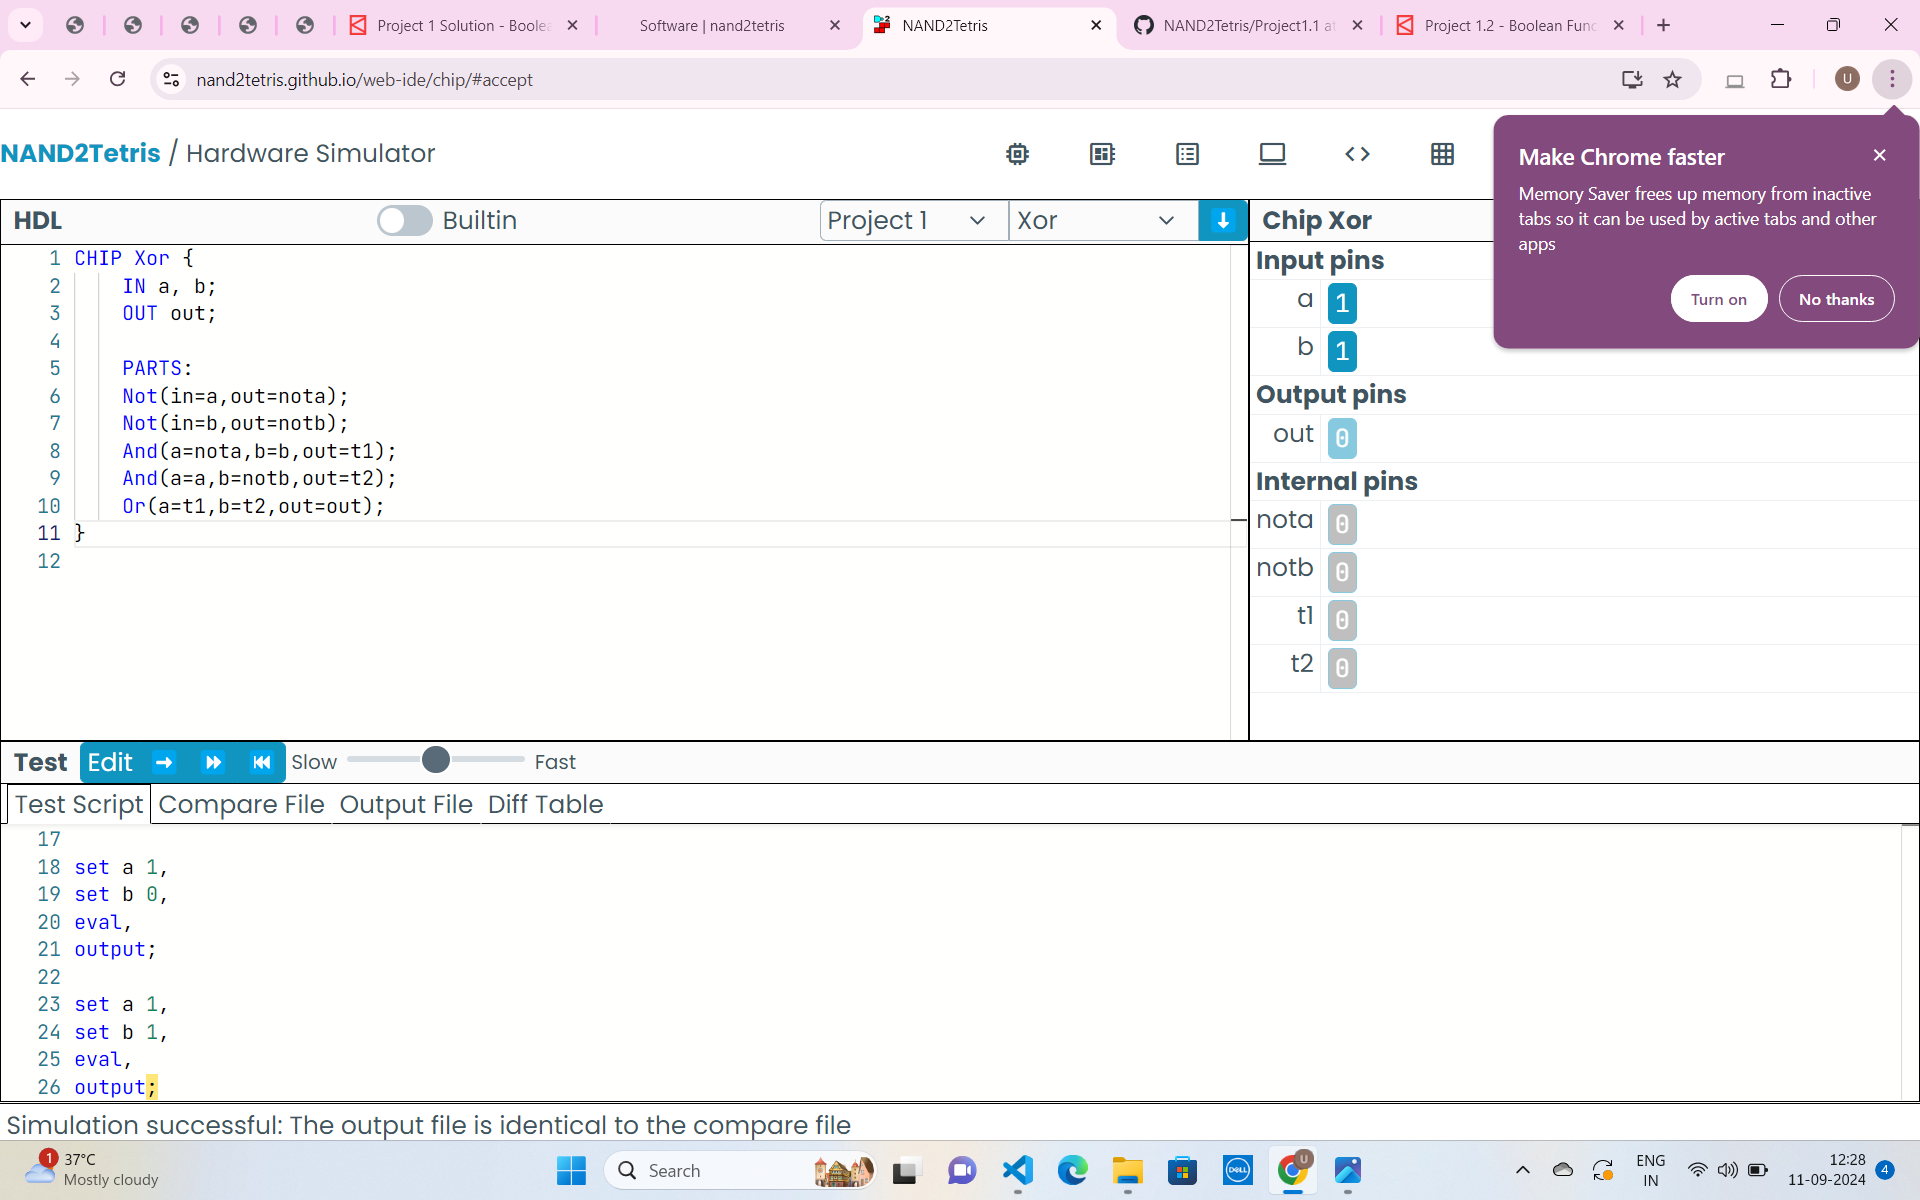 Project 1 Solution - Boole
Software | nand2tetris
NAND2Tetris
NAND2Tetris/Project1.1 at
Project 1.2 - Boolean Func
nand2tetris.github.io/web-ide/chip/#accept
U
NAND2Tetris / Hardware Simulator
Make Chrome faster
Memory Saver frees up memory from inactive
tabs so it can be used by active tabs and other
apps
Turn on
No thanks
HDL
Builtin
Project 1
Xor
1 CHIP Xor {
2 IN a, b;
3 OUT out;
4
5 PARTS:
6 Not(in=a,out=nota);
7 Not(in=b,out=notb);
8 And(a=nota,b=b,out=t1);
9 And(a=a,b=notb,out=t2);
10 Or(a=t1,b=t2,out=out);
11 }
12
Chip Xor
Input pins
a 1
b 1
Output pins
out 0
Internal pins
nota 0
notb 0
t1 0
t2 0
Test Edit Slow Fast
Test Script Compare File Output File Diff Table
17
18 set a 1,
19 set b 0,
20 eval,
21 output;
22
23 set a 1,
24 set b 1,
25 eval,
26 output;
Simulation successful: The output file is identical to the compare file
1
37°C
Mostly cloudy
Search
DELL
U
ENG
IN
12:28
11-09-2024
4